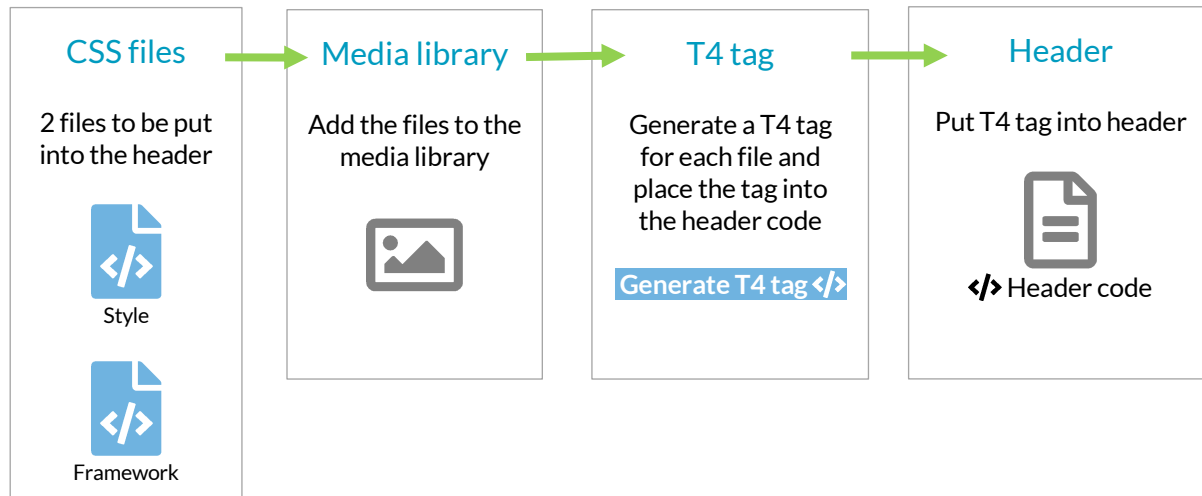 CSS files
2 files to be put
into the header
</>
Style
</>
Framework
Media library
Add the files to the
media library
T4 tag
Generate a T4 tag
for each file and
place the tag into
the header code
Generate T4 tag </>
Header
Put T4 tag into header
</> Header code